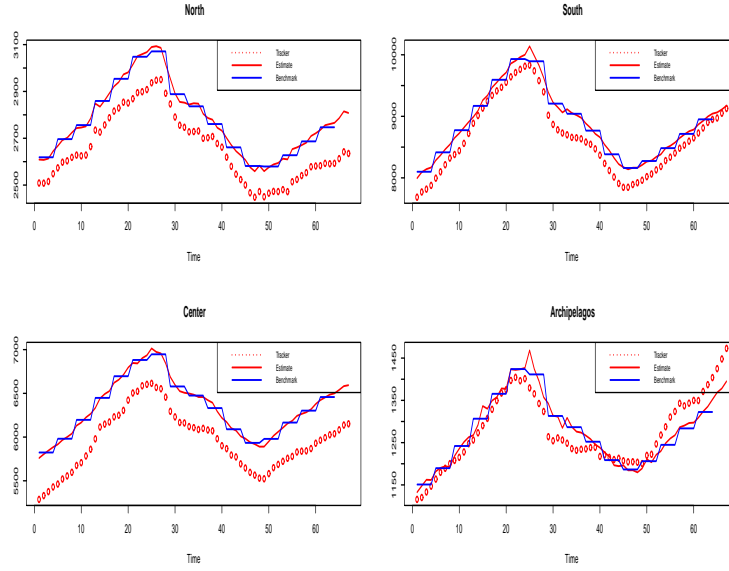 North
3100
2900
2700
2500
0 10 20 30 40 50 60
Time
Tracker
Estimate
Benchmark
South
10000
9000
8000
0 10 20 30 40 50 60
Time
Tracker
Estimate
Benchmark
Center
7000
6000
5500
0 10 20 30 40 50 60
Time
Tracker
Estimate
Benchmark
Archipelagos
1450
1350
1250
1150
0 10 20 30 40 50 60
Time
Tracker
Estimate
Benchmark